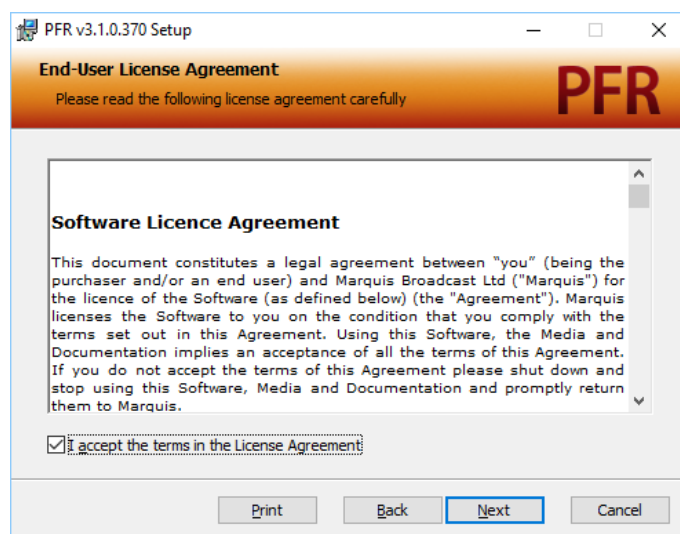 PFR v3.1.0.370 Setup
End-User License Agreement
Please read the following license agreement carefully
PFR
Software Licence Agreement
This document constitutes a legal agreement between “you” (being the
purchaser and/or an end user) and Marquis Broadcast Ltd ("Marquis") for
the licence of the Software (as defined below) (the "Agreement"). Marquis
licenses the Software to you on the condition that you comply with the
terms set out in this Agreement. Using this Software, the Media and
Documentation implies an acceptance of all the terms of this Agreement.
If you do not accept the terms of this Agreement please shut down and
stop using this Software, Media and Documentation and promptly return
them to Marquis.
I accept the terms in the License Agreement
Print Back Next Cancel